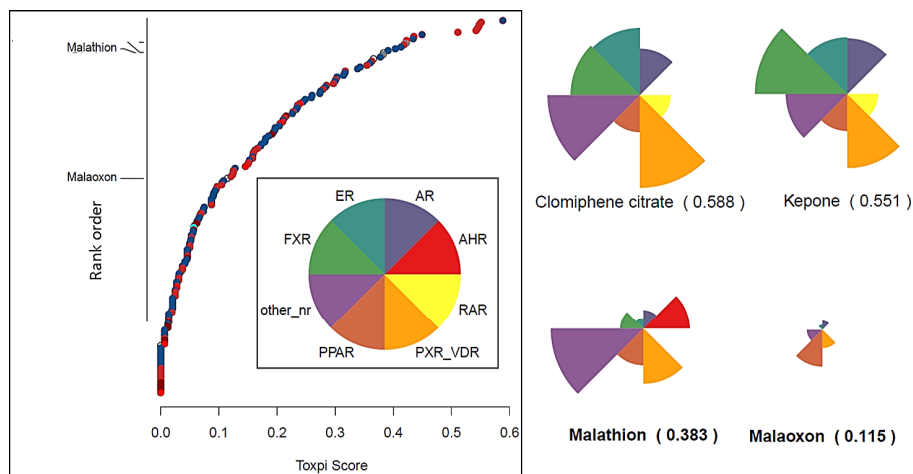 Malathion
Malaoxon
Rank order
ER
AR
FXR
AHR
other_nr
RAR
PPAR
PXR_VDR
0.0
0.1
0.2
0.3
0.4
0.5
0.6
Toxpi Score
Clomiphene citrate ( 0.588 )
Kepone ( 0.551 )
Malathion ( 0.383 )
Malaoxon ( 0.115 )